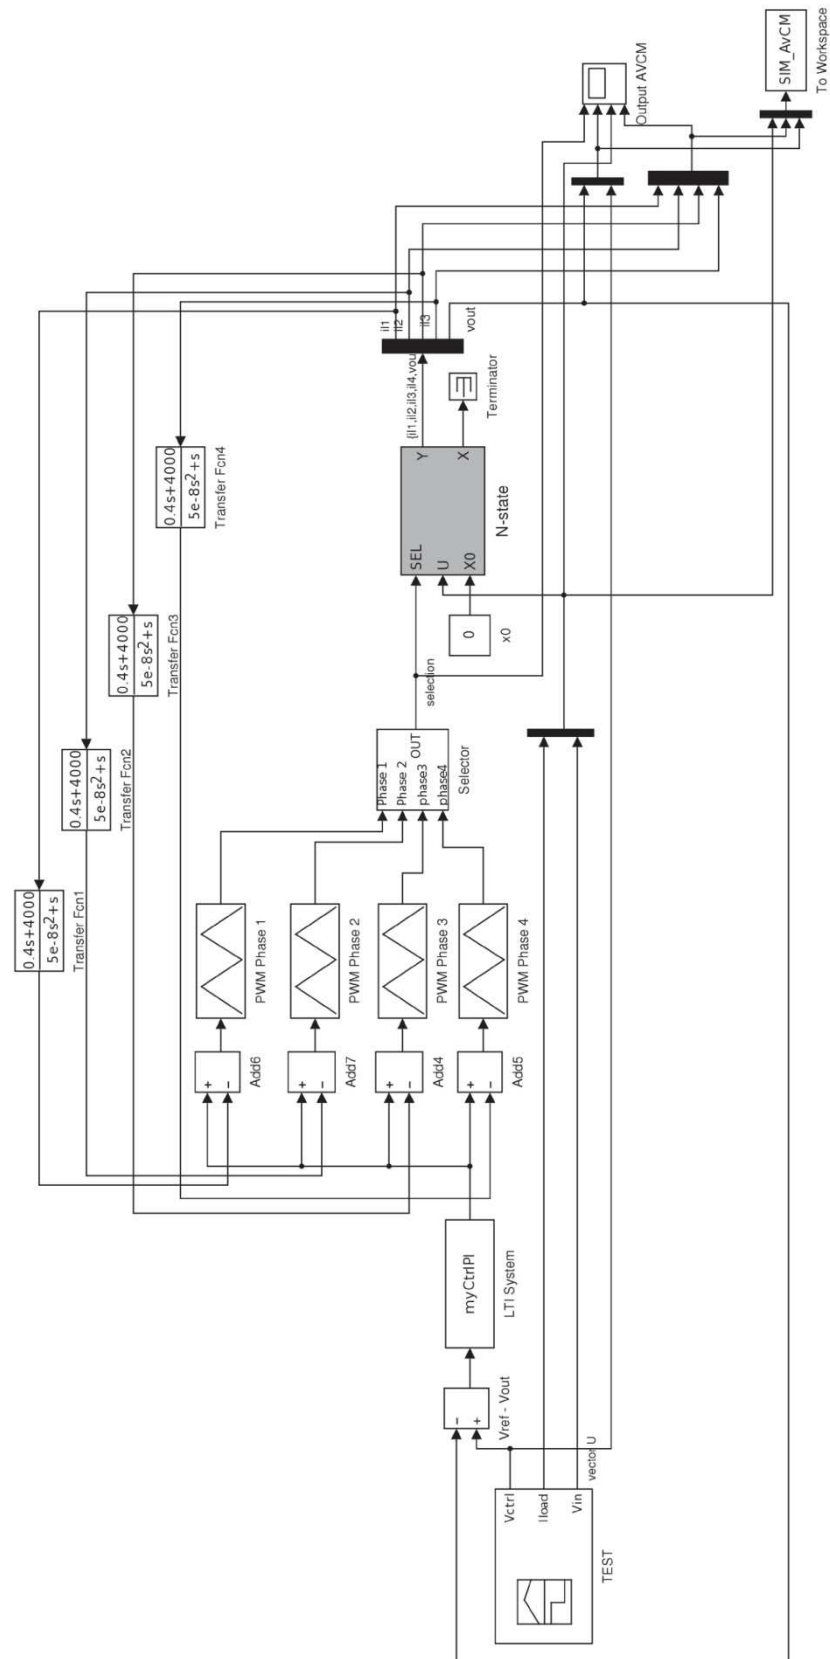 SIM_AvCM
To Workspace
Output AVCM
il1
il2
il3
vout
{il1,il2,il3,il4,vou
Terminator
Y
X
SEL
U
X0
N-state
0
x0
0.4s+4000
5e-8s²+s
Transfer Fcn4
0.4s+4000
5e-8s²+s
Transfer Fcn3
0.4s+4000
5e-8s²+s
Transfer Fcn2
0.4s+4000
5e-8s²+s
Transfer Fcn1
selection
Phase 1
Phase 2
phase3
phase4
OUT
Selector
PWM Phase 1
PWM Phase 2
PWM Phase 3
PWM Phase 4
+
−
Add6
+
−
Add7
+
−
Add4
+
−
Add5
myCtrlPI
LTI System
−
+
Vref - Vout
Vctrl
Iload
Vin
vector U
TEST